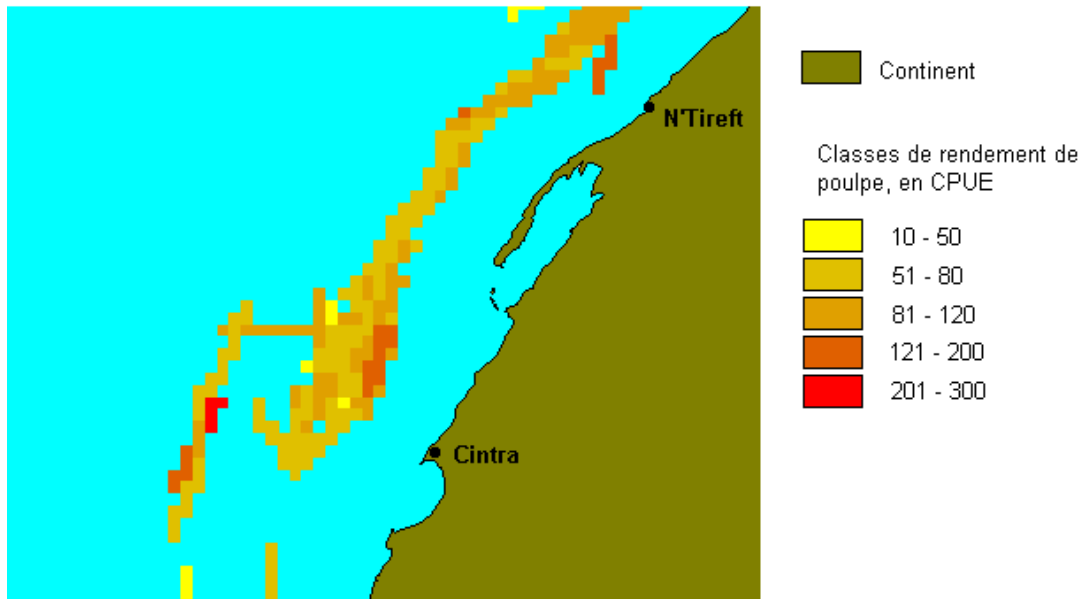 N'Tireft
Cintra
Continent
Classes de rendement de
poulpe, en CPUE
10 - 50
51 - 80
81 - 120
121 - 200
201 - 300